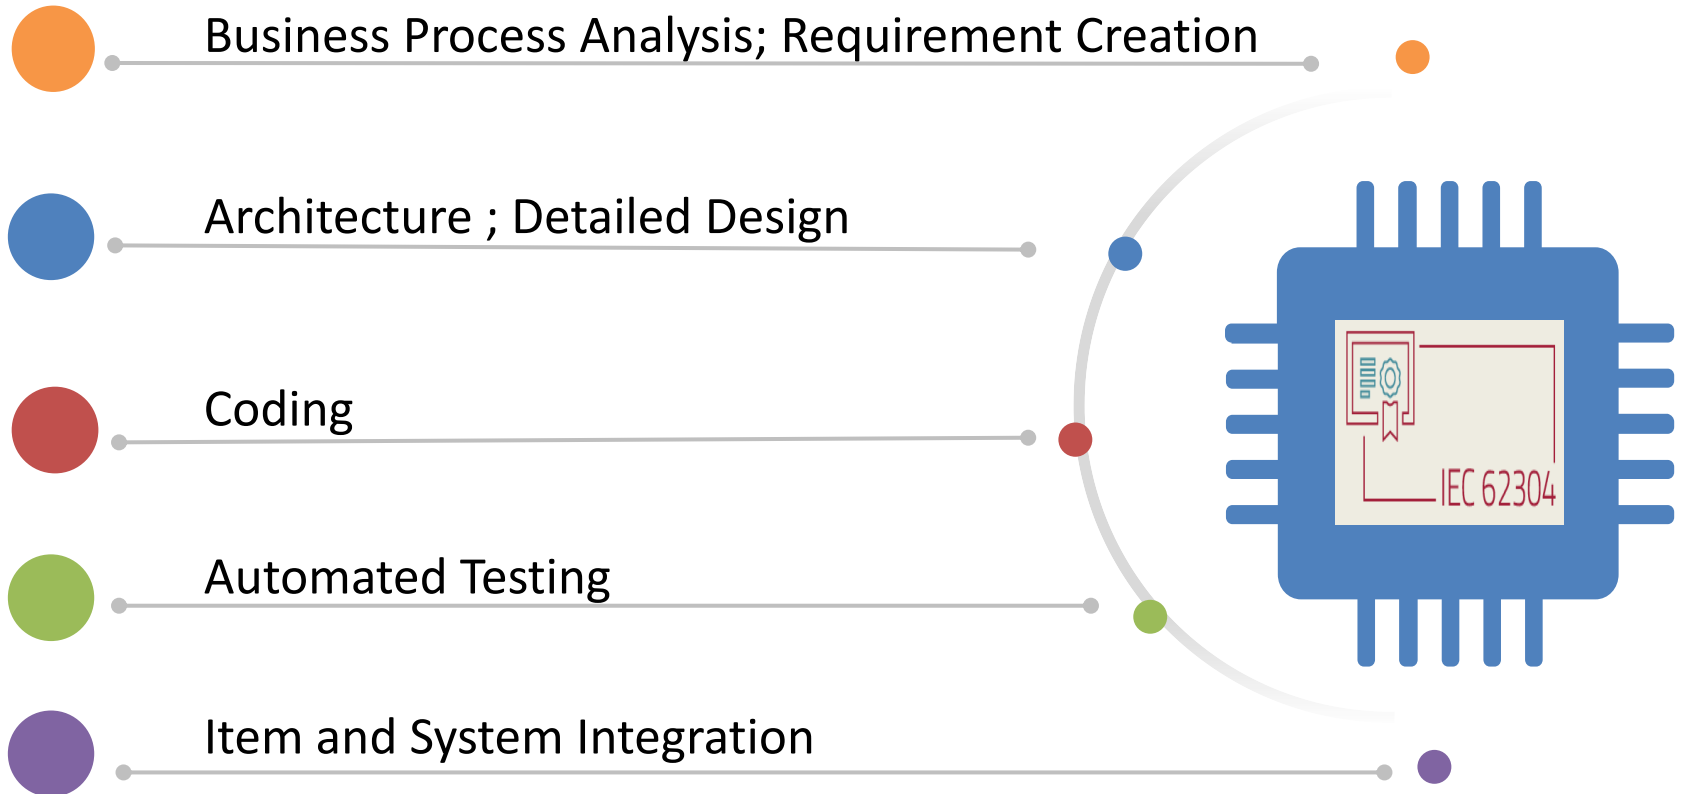 Business Process Analysis; Requirement Creation
Architecture ; Detailed Design
Coding
IEC 62304
Automated Testing
Item and System Integration